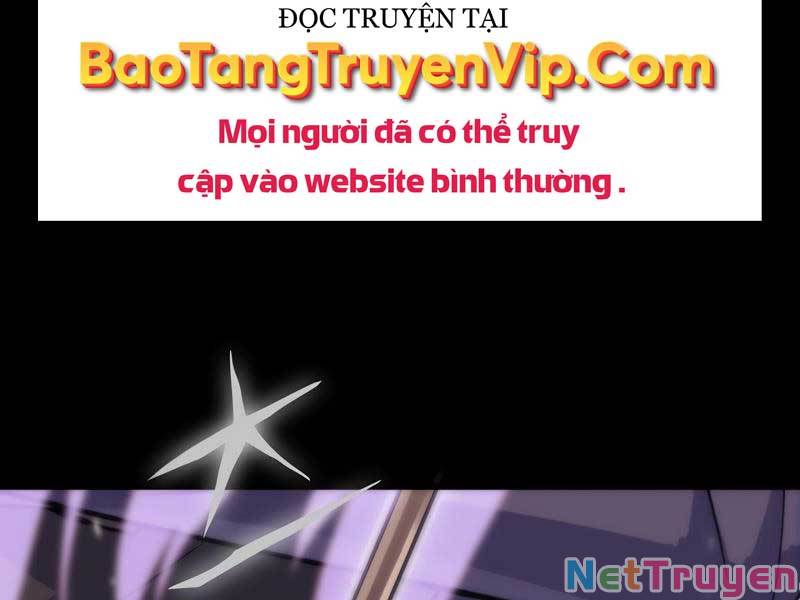 ĐỌC TRUYỆN TẠI
BaoTangTruyenVip.Com
Mọi người đã có thể truy
cập vào website bình thường .
NetTruyen